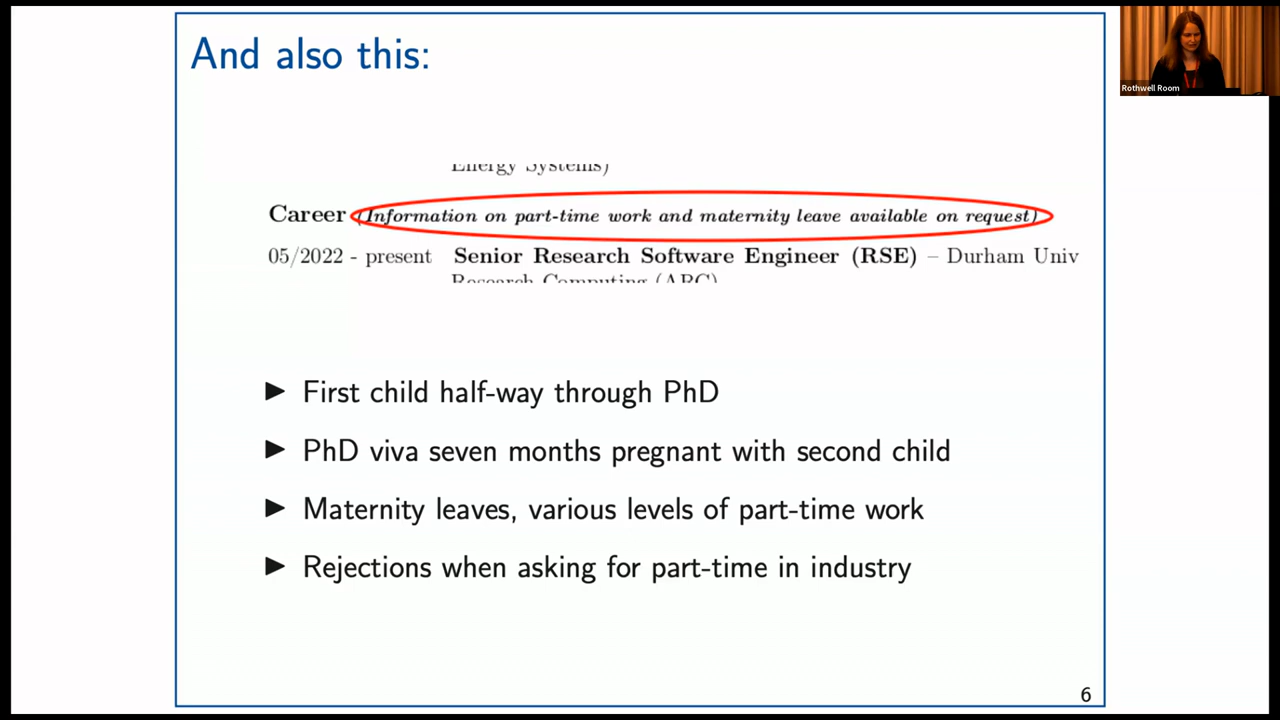 And also this:
Energy Systems)
Career (Information on part-time work and maternity leave available on request)
05/2022 - present Senior Research Software Engineer (RSE) – Durham Univ
Research Computing (ARC)
▶ First child half-way through PhD
▶ PhD viva seven months pregnant with second child
▶ Maternity leaves, various levels of part-time work
▶ Rejections when asking for part-time in industry
6
Rothwell Room